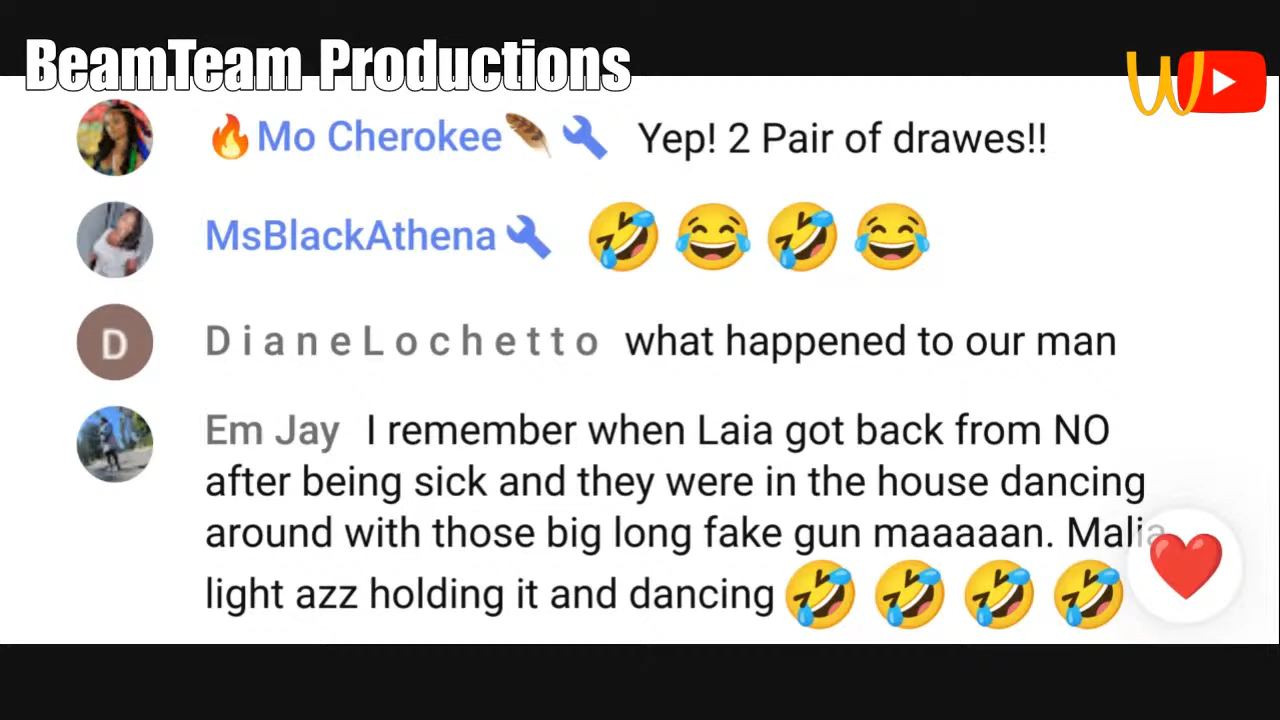 BeamTeam Productions
🔥Mo Cherokee🪶🔧 Yep! 2 Pair of drawes!!
MsBlackAthena🔧 🤣😂🤣😂
D
D i a n e L o c h e t t o what happened to our man
Em Jay I remember when Laia got back from NO
after being sick and they were in the house dancing
around with those big long fake gun maaaaan. Malia
light azz holding it and dancing 🤣🤣🤣🤣